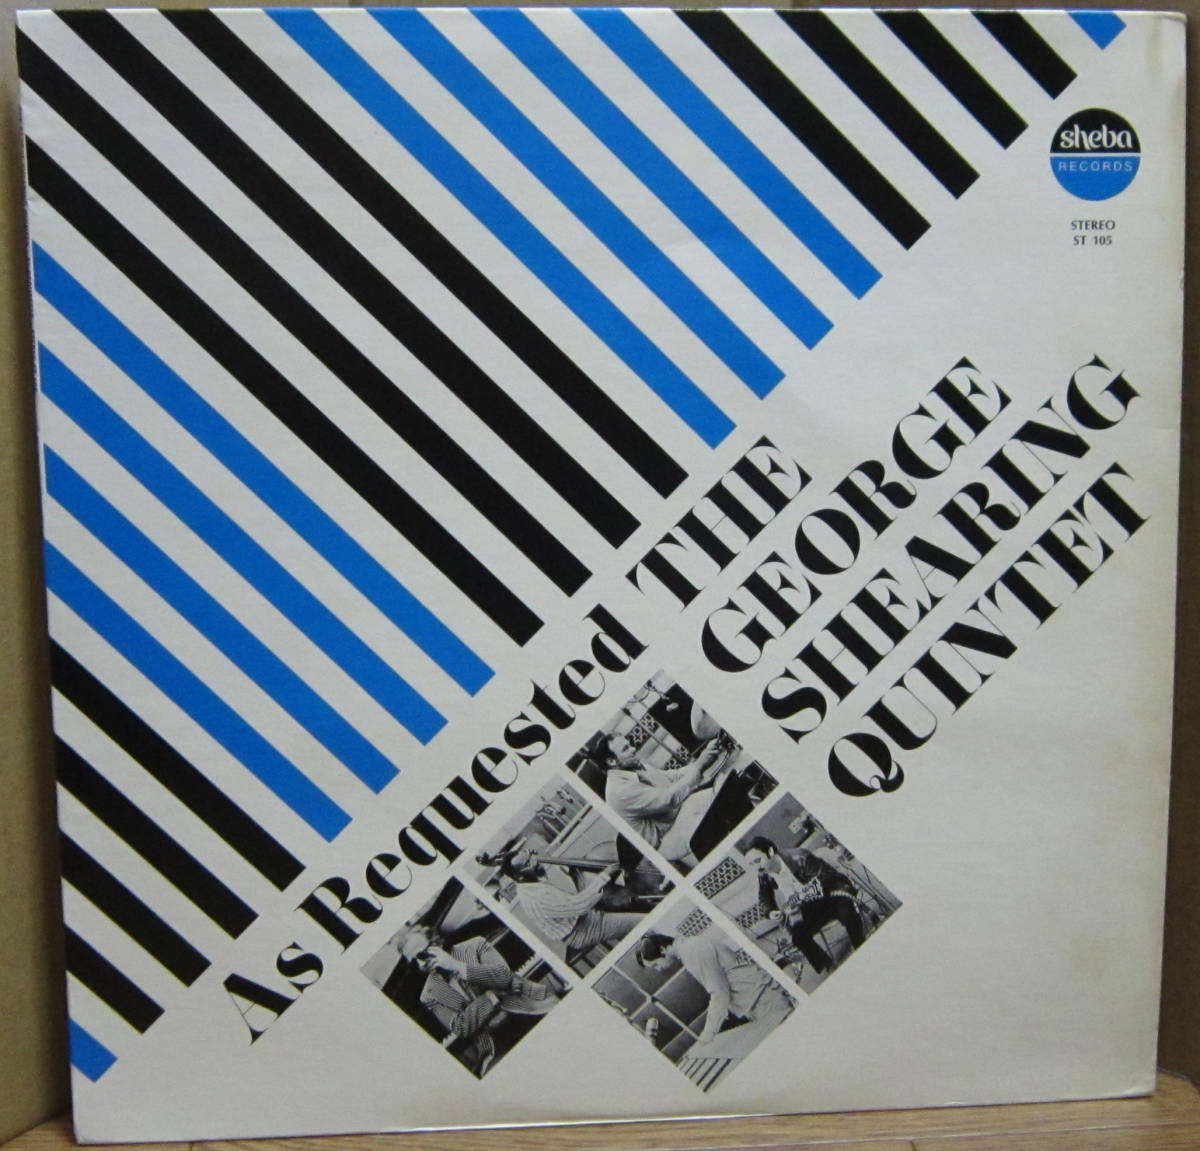 sheba
RECORDS
STEREO
ST 105
As Requested THE
GEORGE
SHEARING
QUINTET